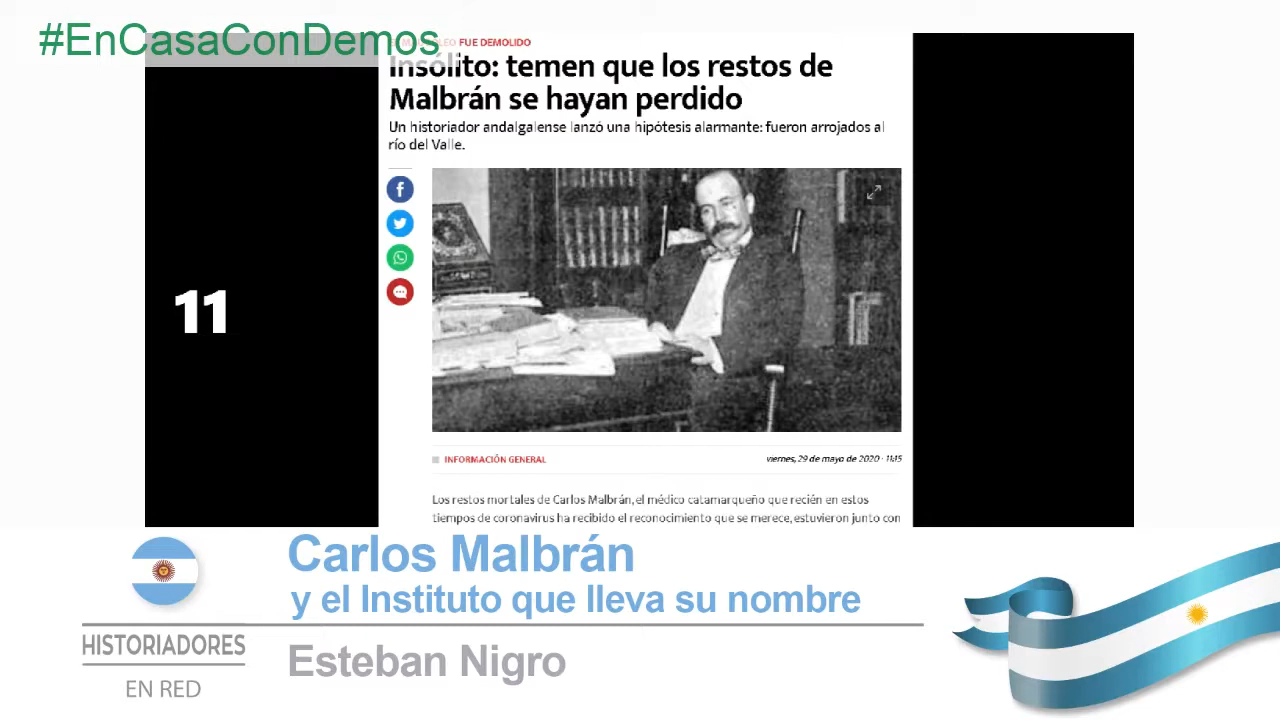 #EnCasaConDemos
FUE DEMOLIDO
Insólito: temen que los restos de
Malbrán se hayan perdido
Un historiador andalgalense lanzó una hipótesis alarmante: fueron arrojados al
río del Valle.
11
INFORMACIÓN GENERAL
viernes, 29 de mayo de 2020 · 11:15
Los restos mortales de Carlos Malbrán, el médico catamarqueño que recién en estos
tiempos de coronavirus ha recibido el reconocimiento que se merece, estuvieron junto con
Carlos Malbrán
y el Instituto que lleva su nombre
HISTORIADORES
EN RED
Esteban Nigro